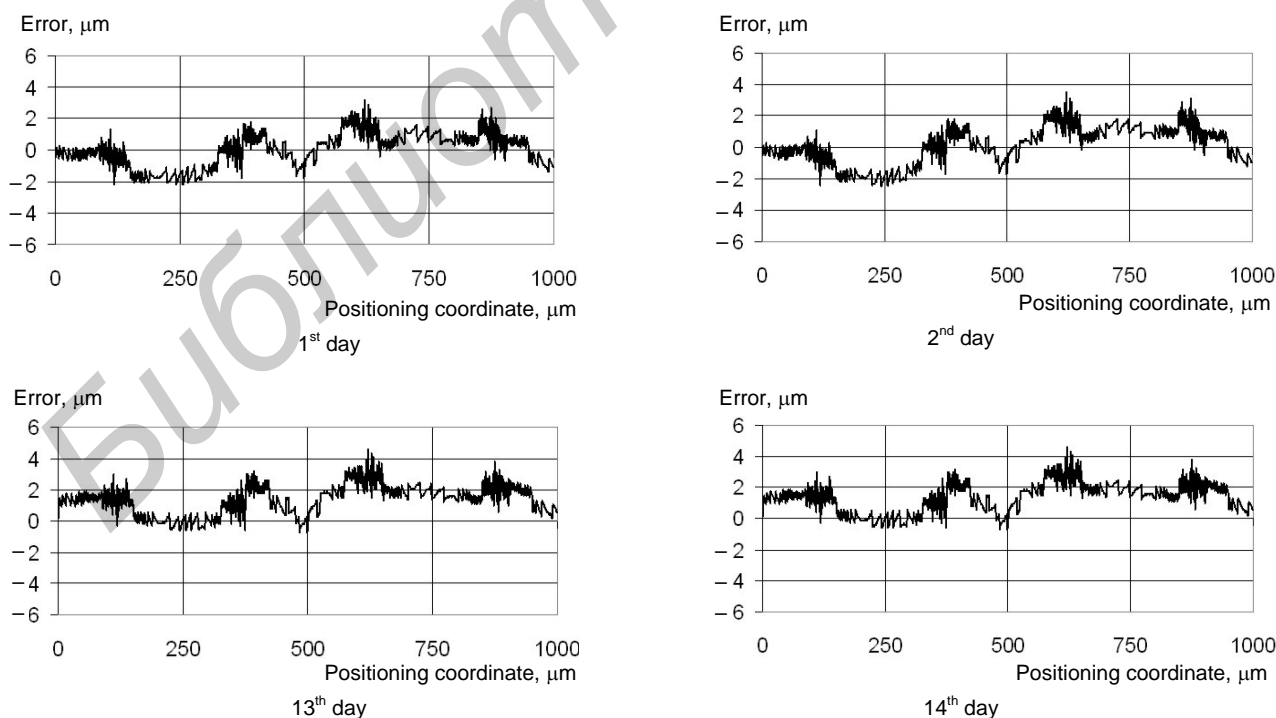 Error, μm
6
4
2
0
−2
−4
−6
0 250 500 750 1000
Positioning coordinate, μm
1st day
Error, μm
6
4
2
0
−2
−4
−6
0 250 500 750 1000
Positioning coordinate, μm
2nd day
Error, μm
6
4
2
0
−2
−4
−6
0 250 500 750 1000
Positioning coordinate, μm
13th day
Error, μm
6
4
2
0
−2
−4
−6
0 250 500 750 1000
Positioning coordinate, μm
14th day